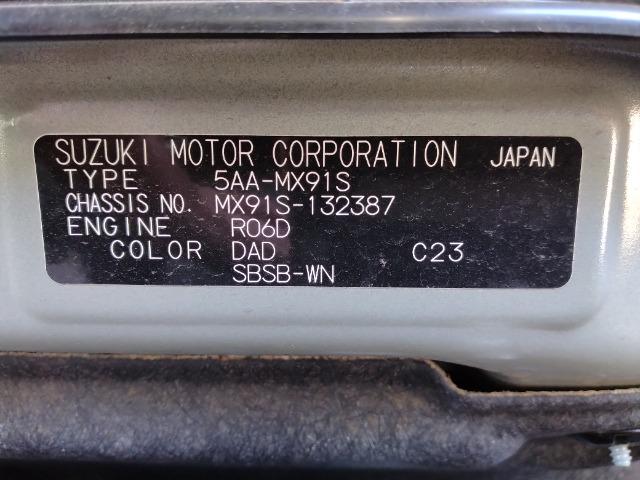 SUZUKI MOTOR CORPORATION JAPAN
TYPE 5AA-MX91S
CHASSIS NO. MX91S-132387
ENGINE R06D
COLOR DAD C23
SBSB-WN